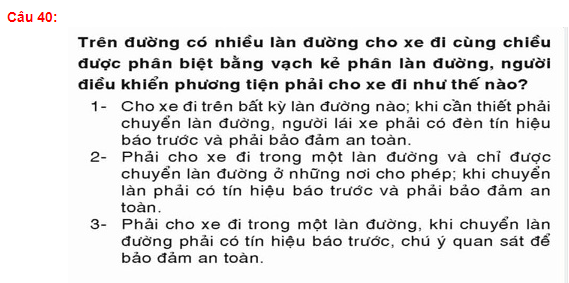 Câu 40:
Trên đường có nhiều làn đường cho xe đi cùng chiều
được phân biệt bằng vạch kẻ phân làn đường, người
điều khiển phương tiện phải cho xe đi như thế nào?
1- Cho xe đi trên bất kỳ làn đường nào; khi cần thiết phải
chuyển làn đường, người lái xe phải có đèn tín hiệu
báo trước và phải bảo đảm an toàn.
2- Phải cho xe đi trong một làn đường và chỉ được
chuyển làn đường ở những nơi cho phép; khi chuyển
làn phải có tín hiệu báo trước và phải bảo đảm an
toàn.
3- Phải cho xe đi trong một làn đường, khi chuyển làn
đường phải có tín hiệu báo trước, chú ý quan sát để
bảo đảm an toàn.